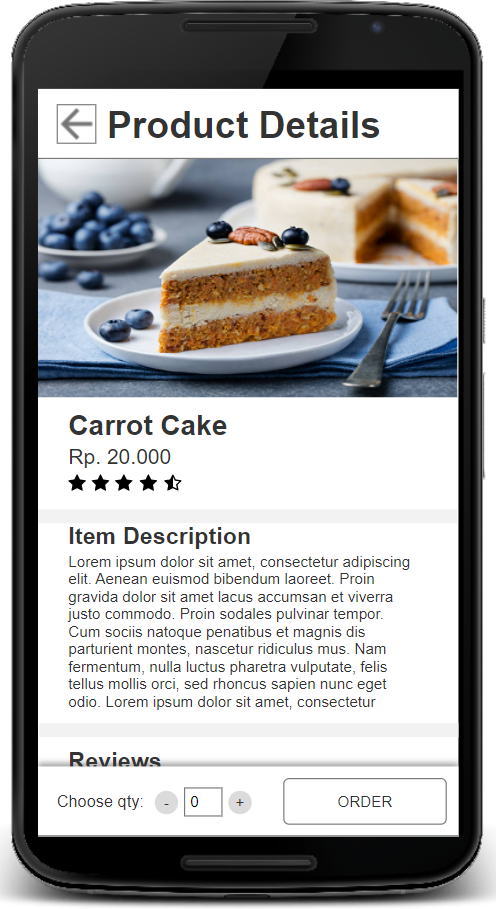 Product Details
Carrot Cake
Rp. 20.000
Item Description
Lorem ipsum dolor sit amet, consectetur adipiscing
elit. Aenean euismod bibendum laoreet. Proin
gravida dolor sit amet lacus accumsan et viverra
justo commodo. Proin sodales pulvinar tempor.
Cum sociis natoque penatibus et magnis dis
parturient montes, nascetur ridiculus mus. Nam
fermentum, nulla luctus pharetra vulputate, felis
tellus mollis orci, sed rhoncus sapien nunc eget
odio. Lorem ipsum dolor sit amet, consectetur
Reviews
Choose qty: - 0 + ORDER